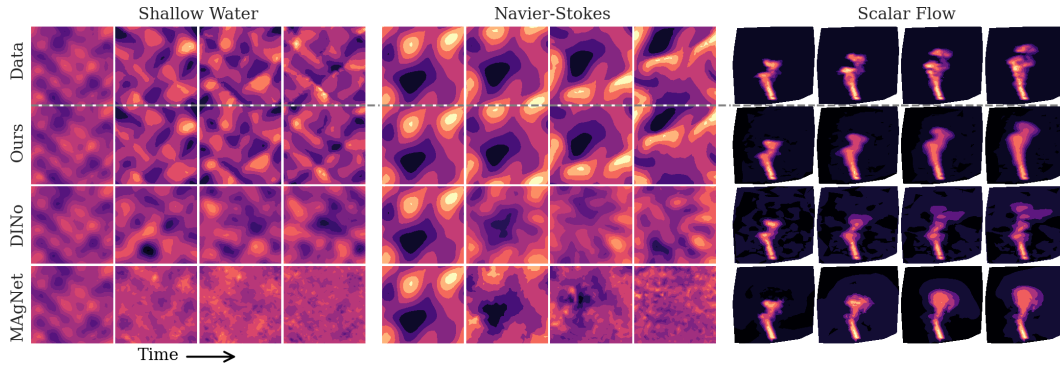 Shallow Water
Navier-Stokes
Scalar Flow
Data
Ours
DINo
MAgNet
Time